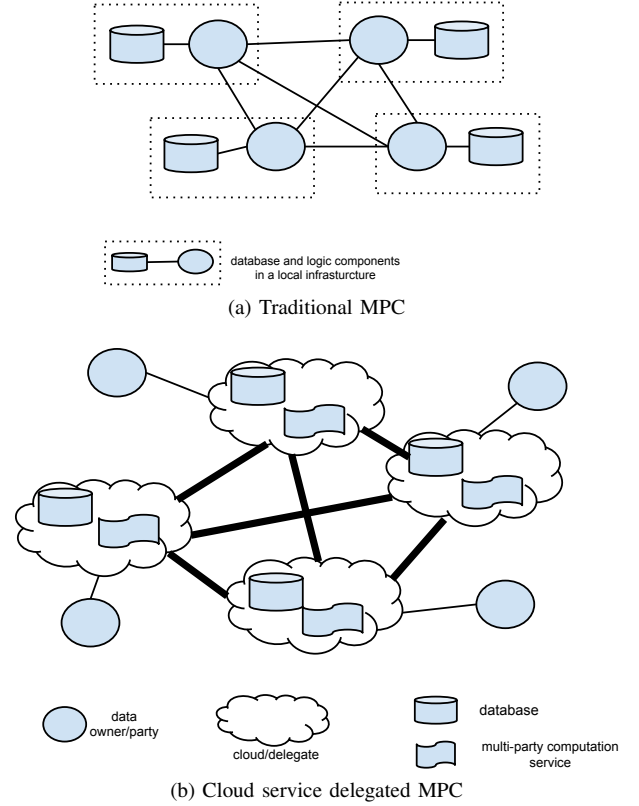 database and logic components
in a local infrasturcture
(a) Traditional MPC
data
owner/party
cloud/delegate
database
multi-party computation
service
(b) Cloud service delegated MPC